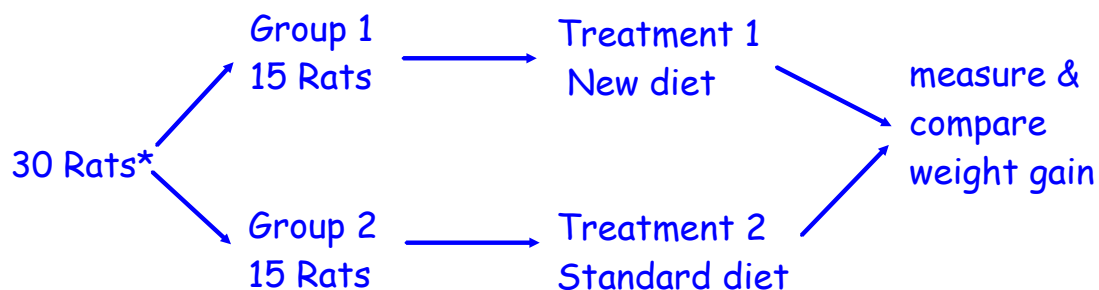 Group 1
15 Rats
Treatment 1
New diet
measure &
compare
weight gain
30 Rats*
Group 2
15 Rats
Treatment 2
Standard diet